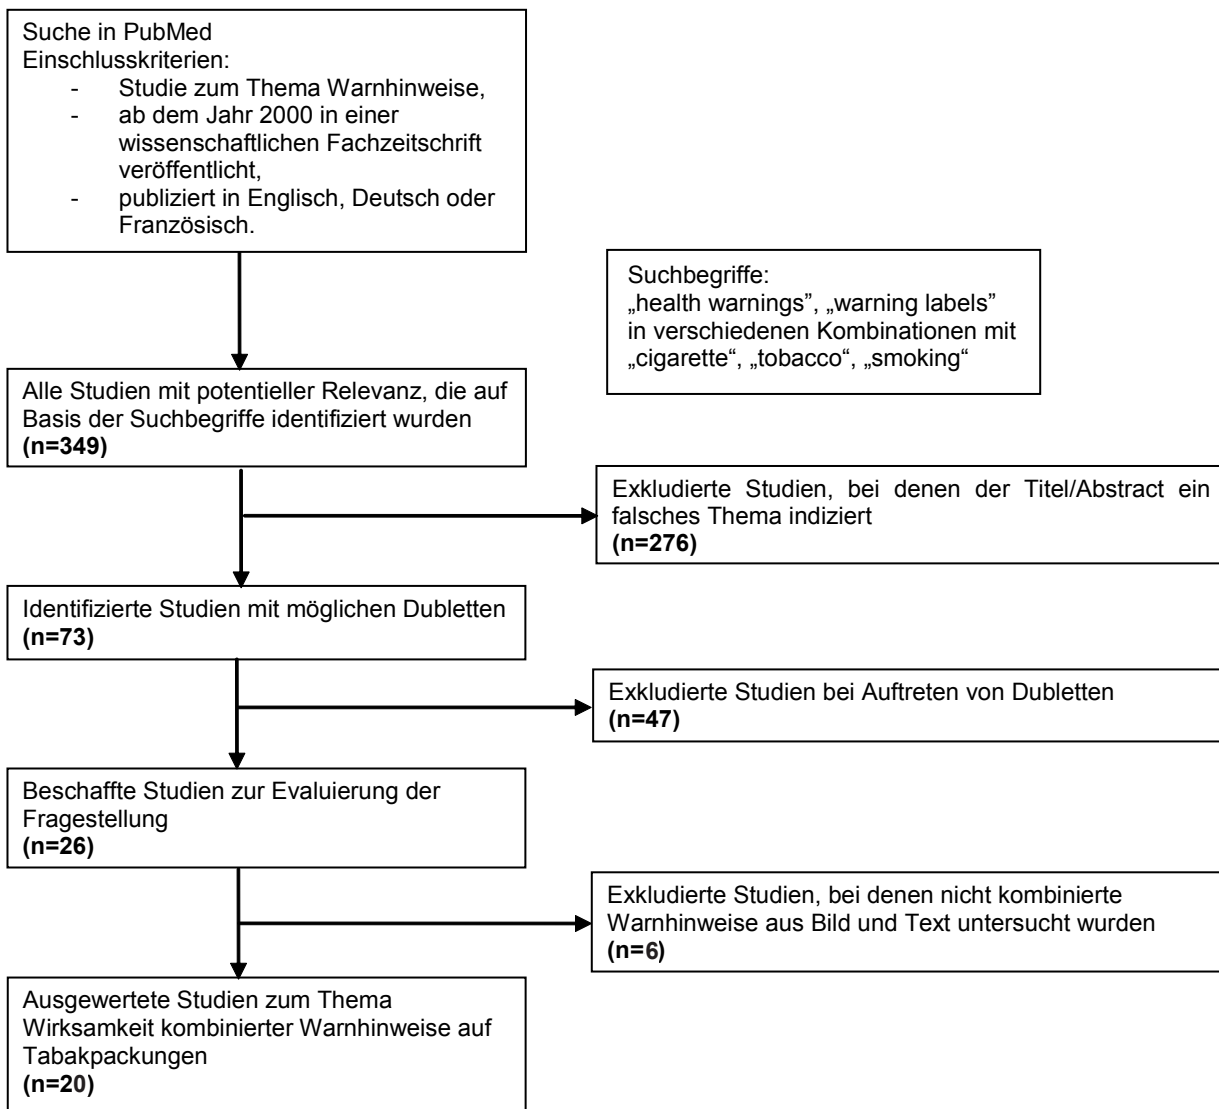 Suche in PubMed
Einschlusskriterien:
- Studie zum Thema Warnhinweise,
- ab dem Jahr 2000 in einer
wissenschaftlichen Fachzeitschrift
veröffentlicht,
- publiziert in Englisch, Deutsch oder
Französisch.
Suchbegriffe:
„health warnings”, „warning labels”
in verschiedenen Kombinationen mit
„cigarette“, „tobacco“, „smoking“
Alle Studien mit potentieller Relevanz, die auf
Basis der Suchbegriffe identifiziert wurden
(n=349)
Exkludierte Studien, bei denen der Titel/Abstract ein
falsches Thema indiziert
(n=276)
Identifizierte Studien mit möglichen Dubletten
(n=73)
Exkludierte Studien bei Auftreten von Dubletten
(n=47)
Beschaffte Studien zur Evaluierung der
Fragestellung
(n=26)
Exkludierte Studien, bei denen nicht kombinierte
Warnhinweise aus Bild und Text untersucht wurden
(n=6)
Ausgewertete Studien zum Thema
Wirksamkeit kombinierter Warnhinweise auf
Tabakpackungen
(n=20)